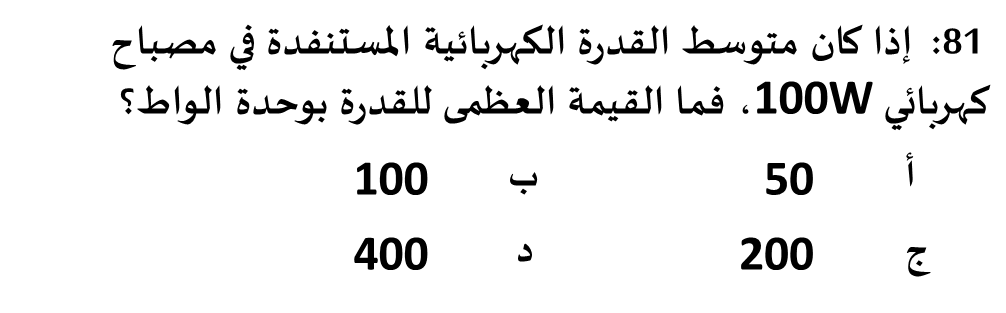 81: إذا كان متوسط القدرة الكهربائية المستنفدة في مصباح
كهربائي 100W، فما القيمة العظمى للقدرة بوحدة الواط؟
أ 50 ب 100
ج 200 د 400